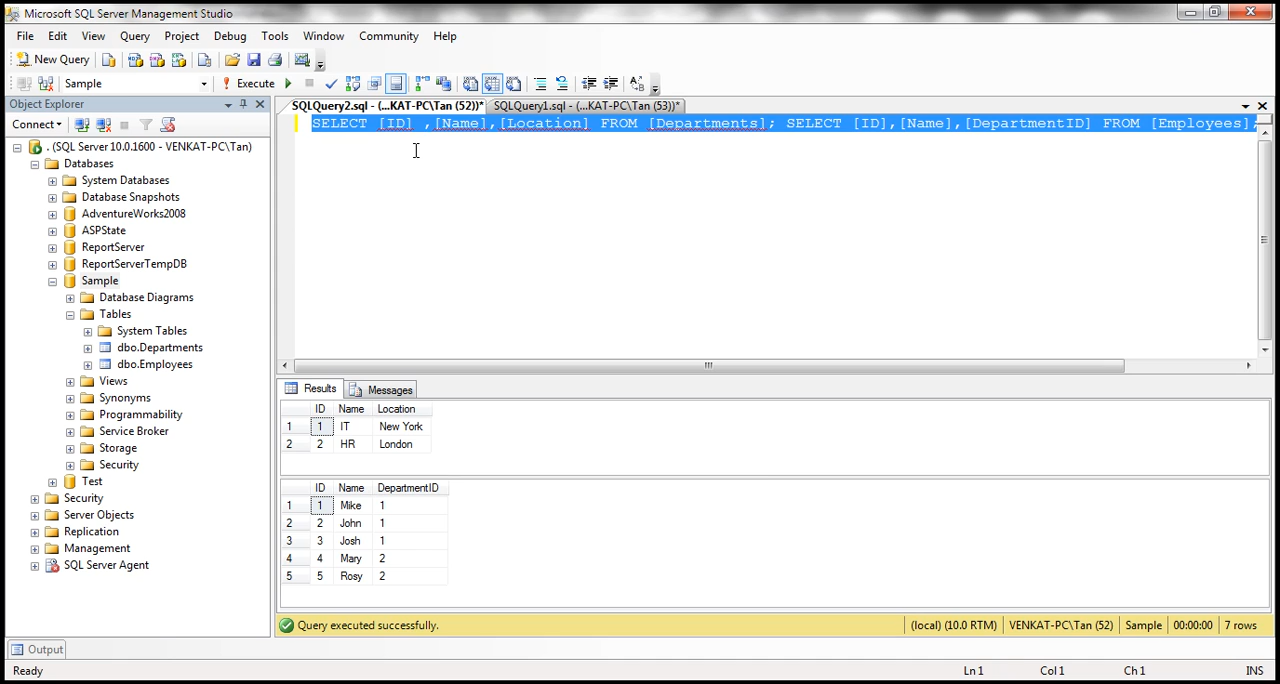 Microsoft SQL Server Management Studio
File Edit View Query Project Debug Tools Window Community Help
New Query
Sample Execute
Object Explorer
SQLQuery2.sql - (...KAT-PC\Tan (52))* SQLQuery1.sql - (...KAT-PC\Tan (53))*
Connect
SELECT [ID] ,[Name],[Location] FROM [Departments]; SELECT [ID],[Name],[DepartmentID] FROM [Employees];
. (SQL Server 10.0.1600 - VENKAT-PC\Tan)
Databases
System Databases
Database Snapshots
AdventureWorks2008
ASPState
ReportServer
ReportServerTempDB
Sample
Database Diagrams
Tables
System Tables
dbo.Departments
dbo.Employees
Views
Synonyms
Programmability
Service Broker
Storage
Security
Test
Security
Server Objects
Replication
Management
SQL Server Agent
Results Messages
ID Name Location
1 1 IT New York
2 2 HR London
ID Name DepartmentID
1 1 Mike 1
2 2 John 1
3 3 Josh 1
4 4 Mary 2
5 5 Rosy 2
Query executed successfully. (local) (10.0 RTM) VENKAT-PC\Tan (52) Sample 00:00:00 7 rows
Output
Ready Ln 1 Col 1 Ch 1 INS